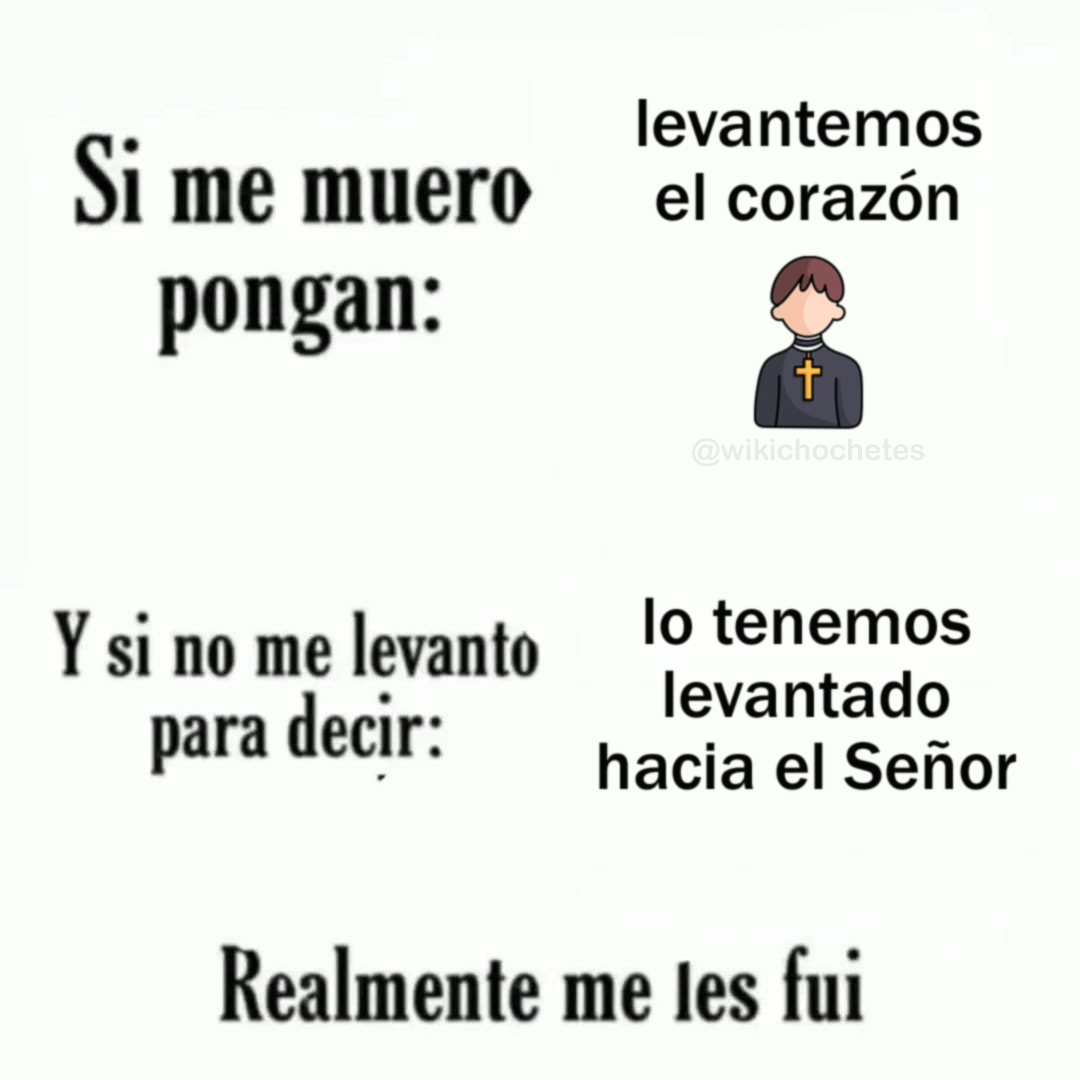 Si me muero
pongan:
levantemos
el corazón
@wikichochetes
Y si no me levanto
para decir:
lo tenemos
levantado
hacia el Señor
Realmente me les fui